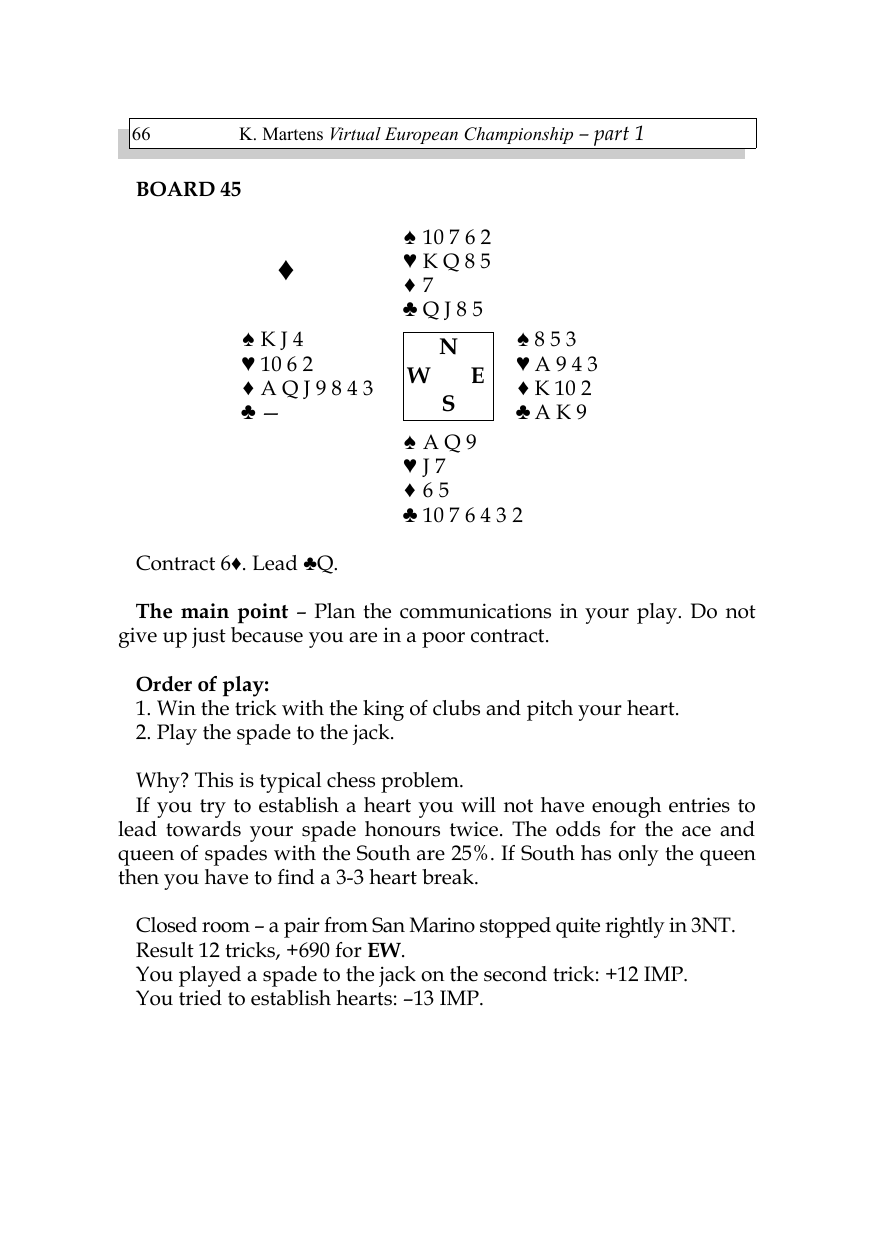 66 K. Martens Virtual European Championship – part 1
BOARD 45
♠ 10 7 6 2
♥ K Q 8 5
♦ 7
♣ Q J 8 5
♦
♠ K J 4
♥ 10 6 2
♦ A Q J 9 8 4 3
♣ —
N
W E
S
♠ 8 5 3
♥ A 9 4 3
♦ K 10 2
♣ A K 9
♠ A Q 9
♥ J 7
♦ 6 5
♣ 10 7 6 4 3 2
Contract 6♦. Lead ♣Q.
The main point – Plan the communications in your play. Do not
give up just because you are in a poor contract.
Order of play:
1. Win the trick with the king of clubs and pitch your heart.
2. Play the spade to the jack.
Why? This is typical chess problem.
If you try to establish a heart you will not have enough entries to
lead towards your spade honours twice. The odds for the ace and
queen of spades with the South are 25%. If South has only the queen
then you have to find a 3-3 heart break.
Closed room – a pair from San Marino stopped quite rightly in 3NT.
Result 12 tricks, +690 for EW.
You played a spade to the jack on the second trick: +12 IMP.
You tried to establish hearts: –13 IMP.